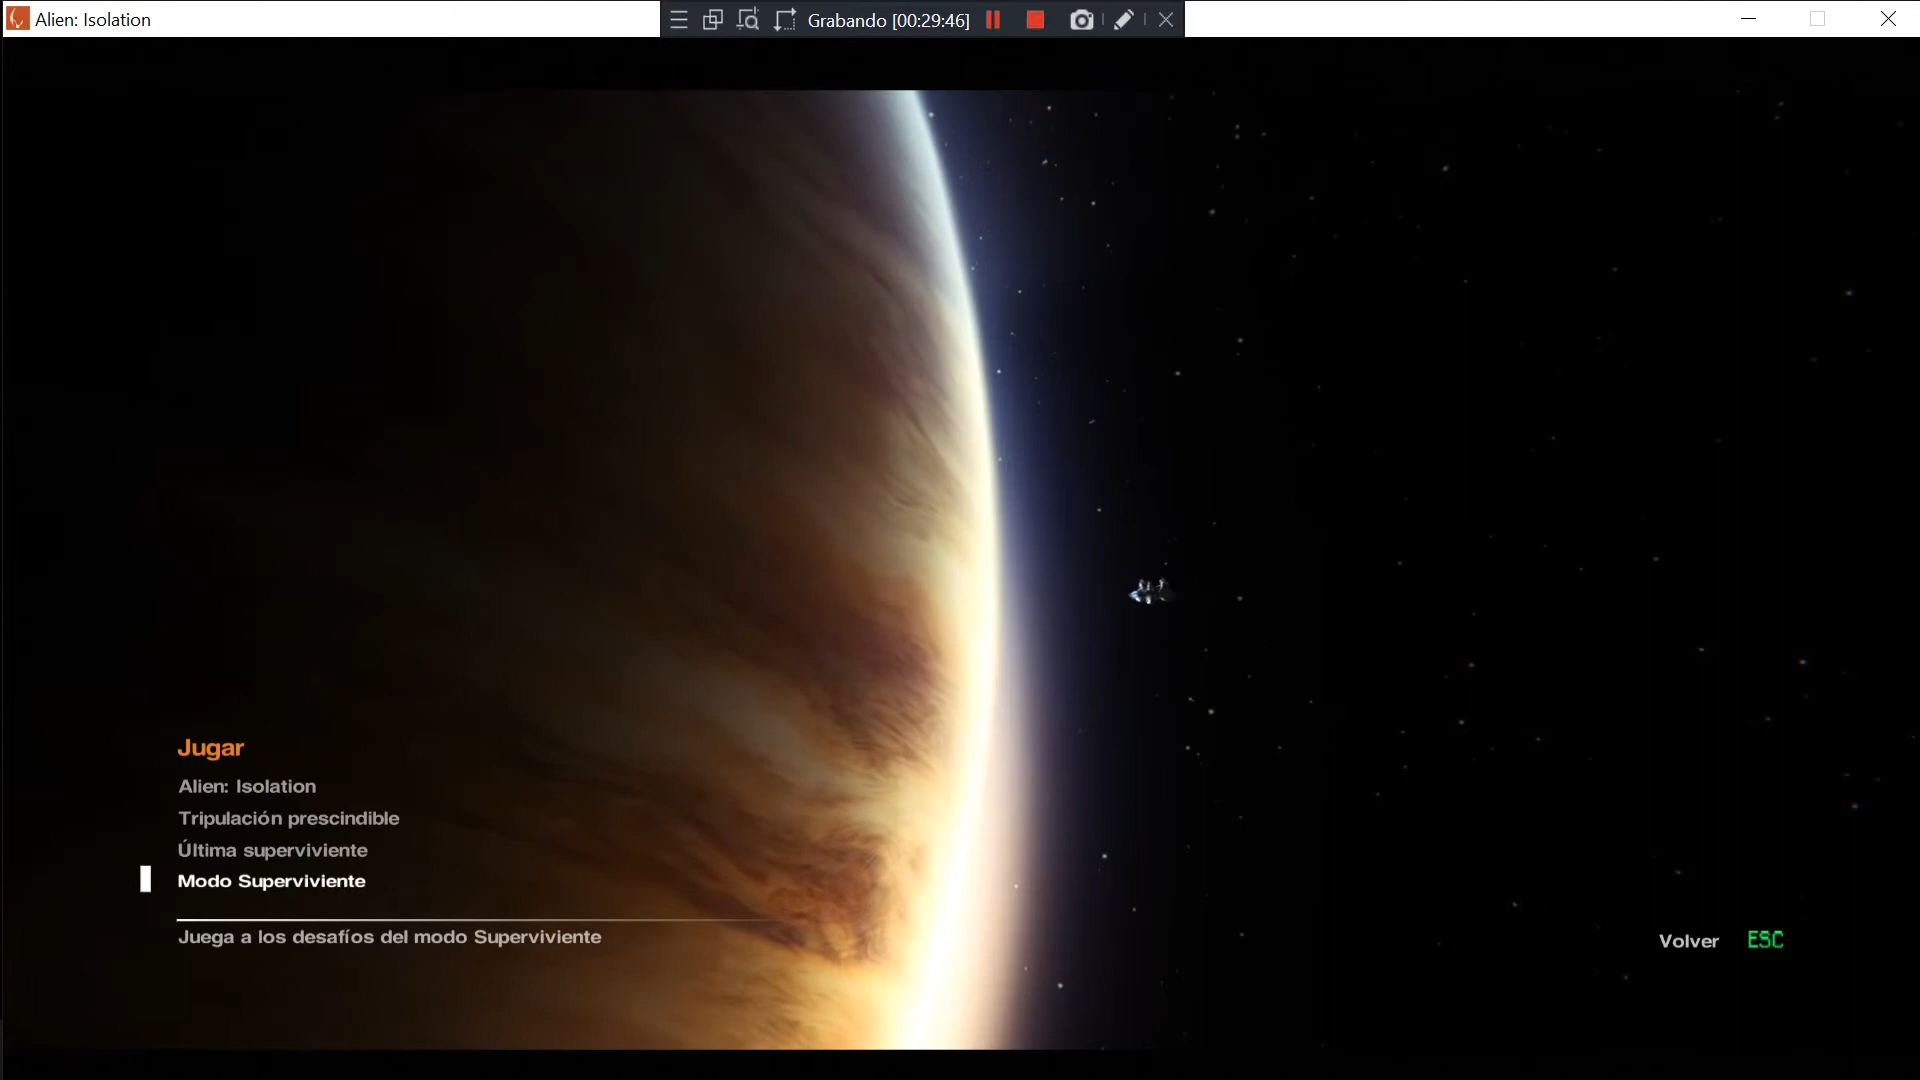 Alien: Isolation
Grabando [00:29:46]
Jugar
Alien: Isolation
Tripulación prescindible
Última superviviente
Modo Superviviente
Juega a los desafíos del modo Superviviente
Volver ESC